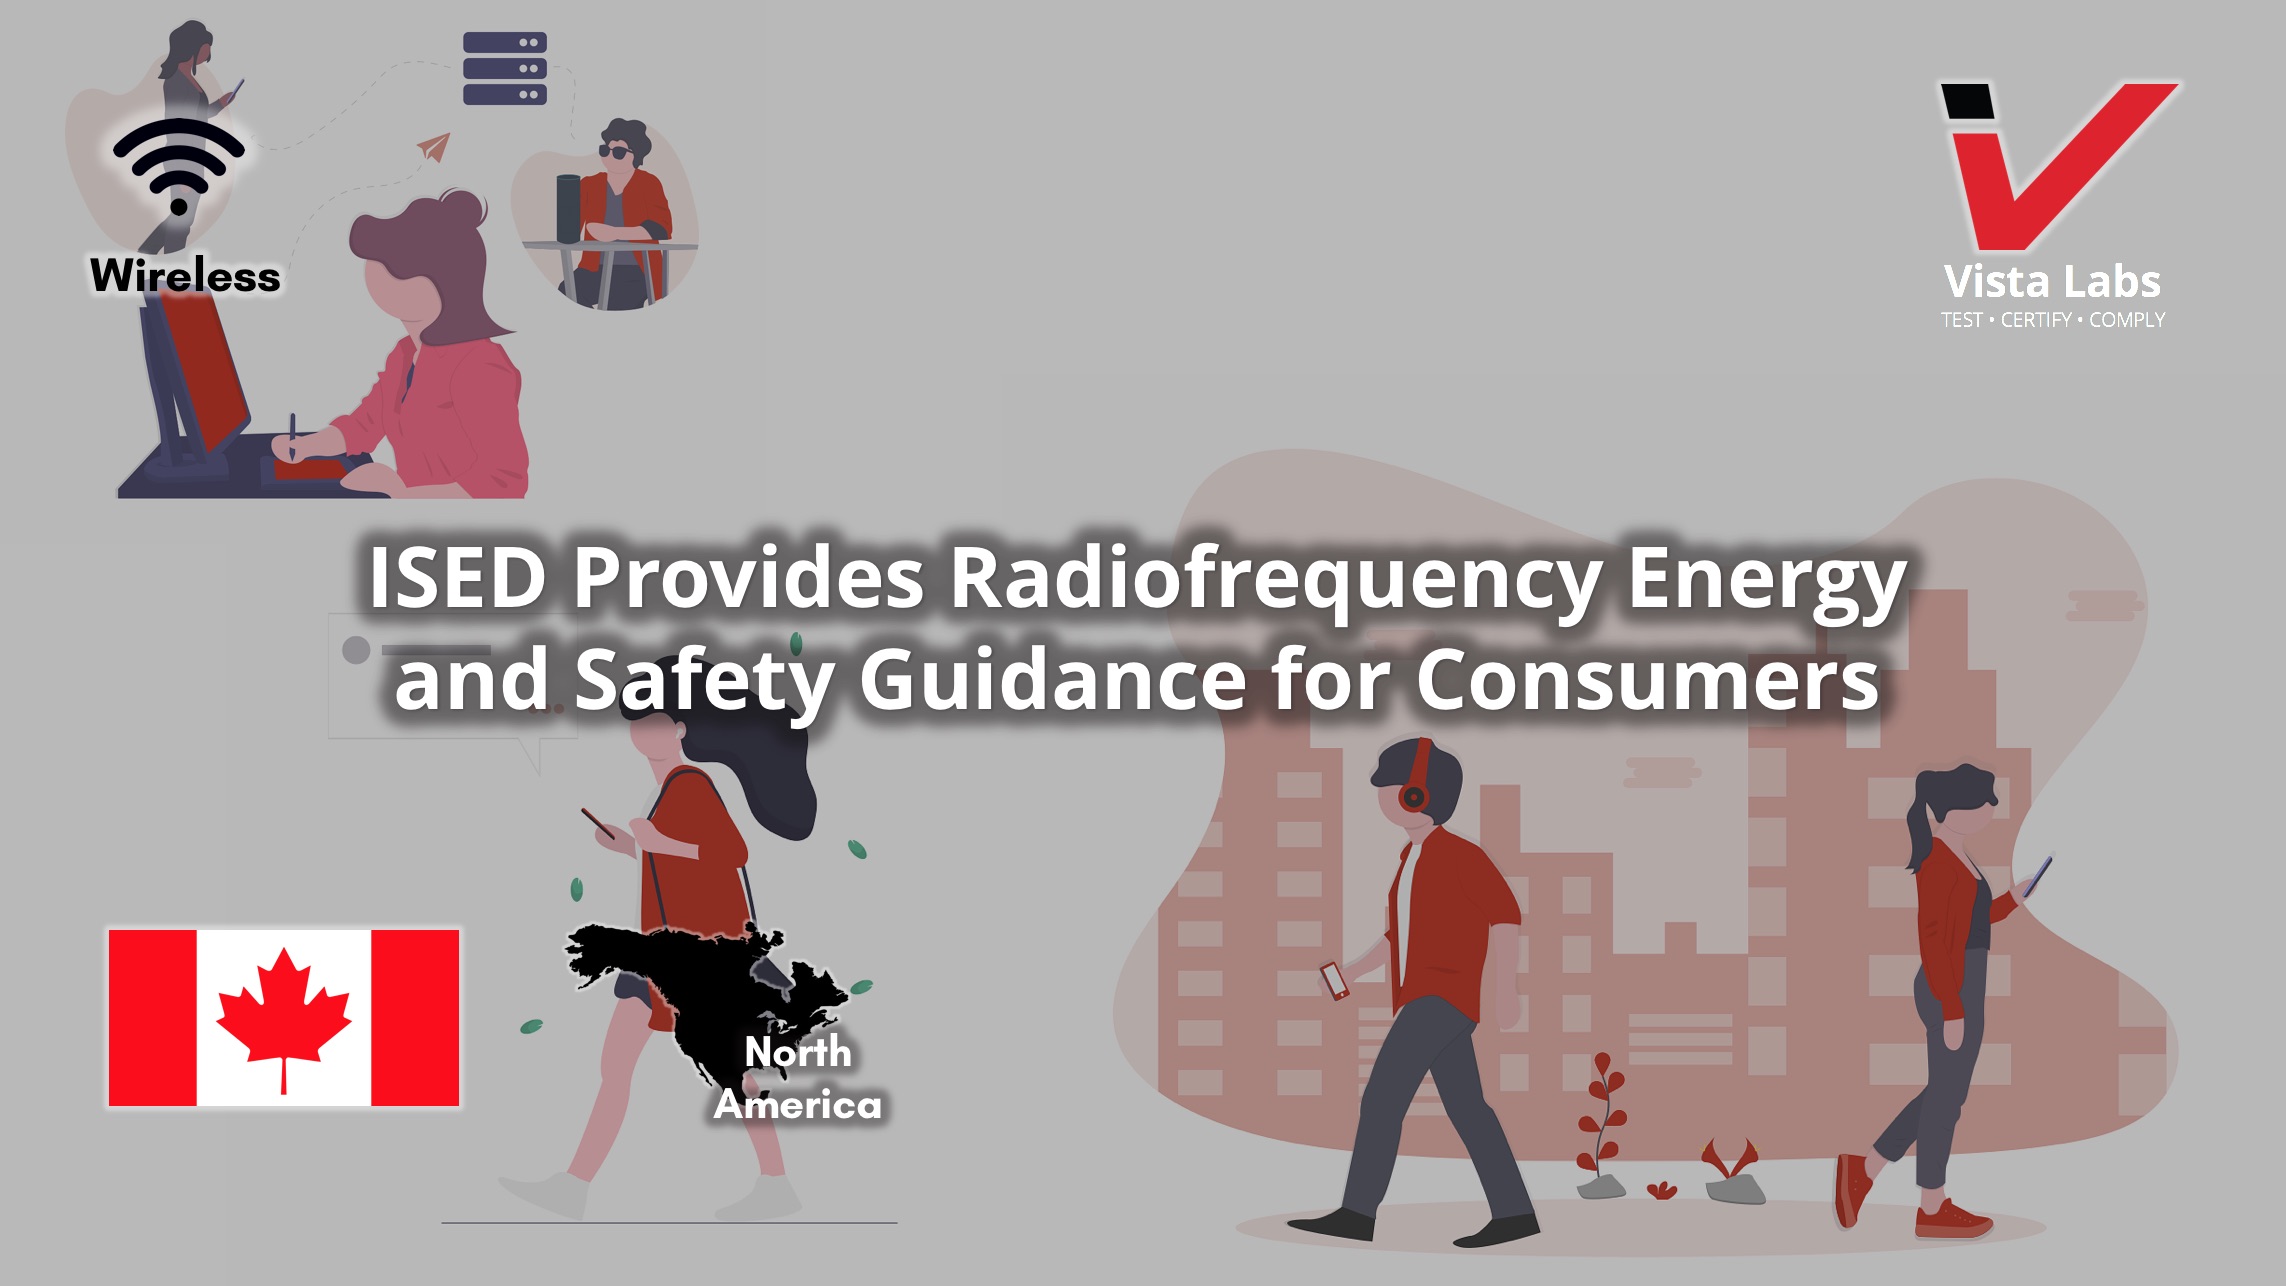 Wireless
Vista Labs
TEST • CERTIFY • COMPLY
ISED Provides Radiofrequency Energy
and Safety Guidance for Consumers
North
America